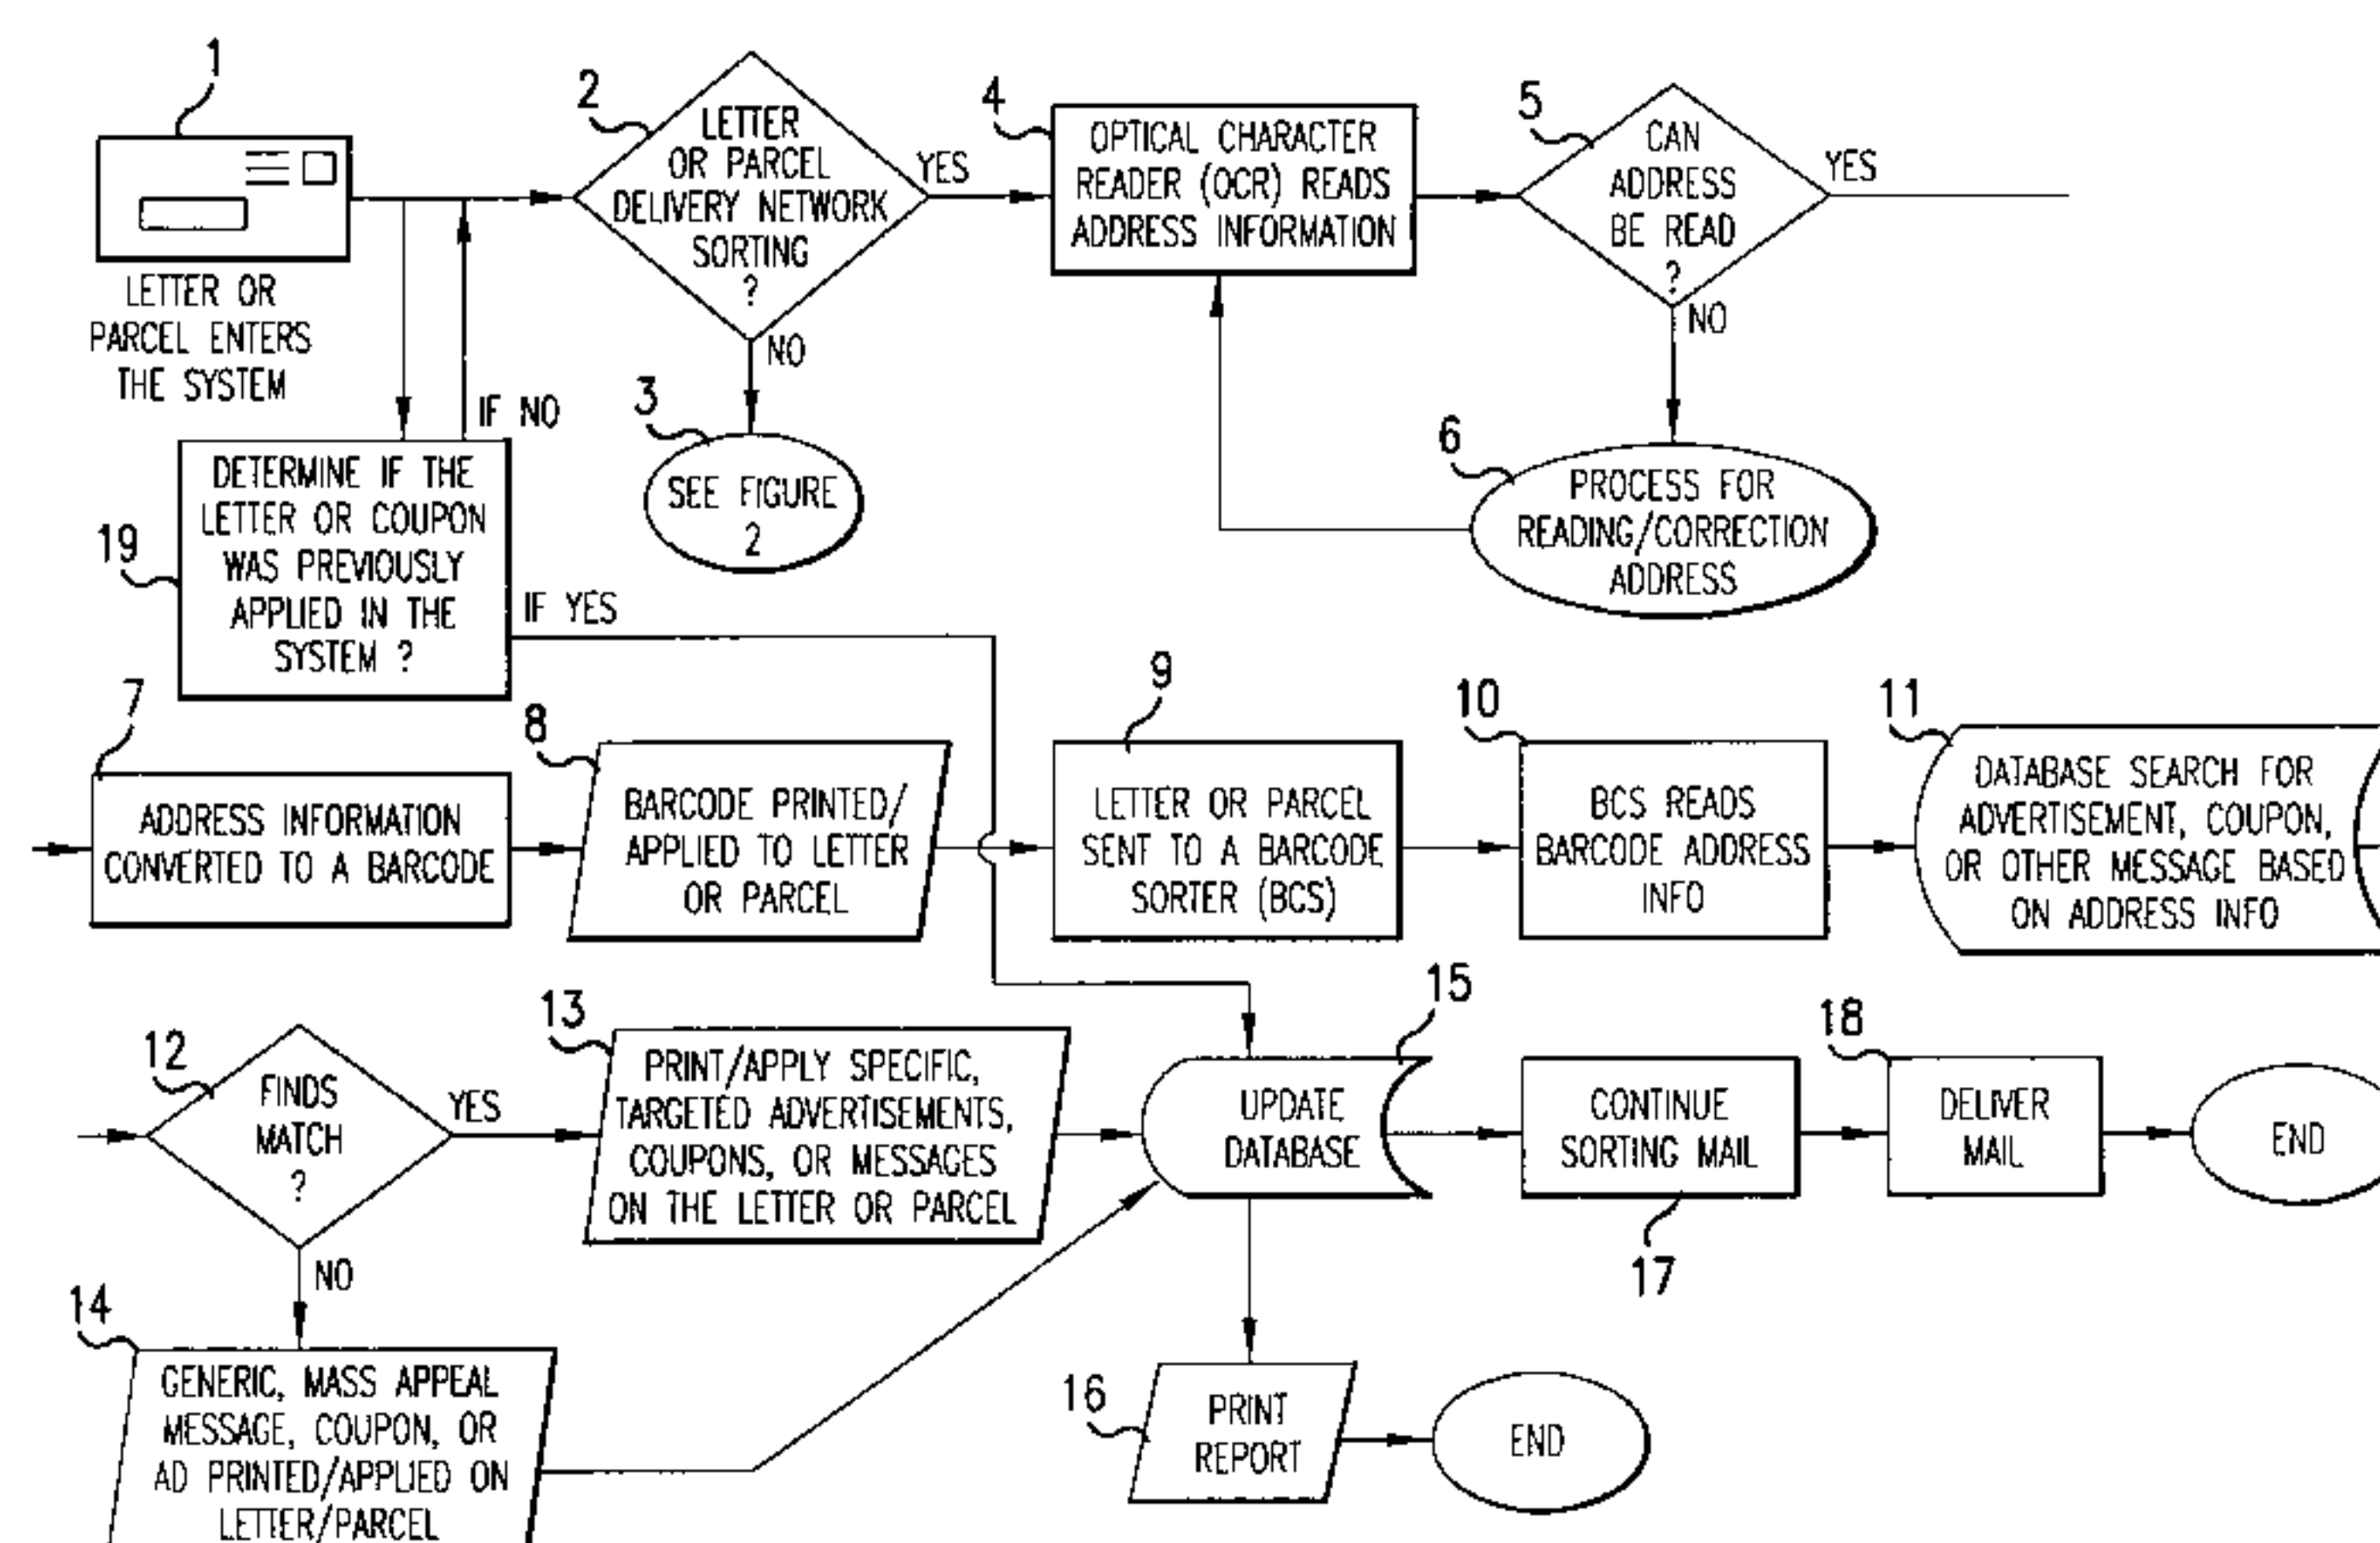 1
LETTER OR
PARCEL ENTERS
THE SYSTEM
2
LETTER
OR PARCEL
DELIVERY NETWORK
SORTING
?
YES
NO
3
SEE FIGURE
2
4
OPTICAL CHARACTER
READER (OCR) READS
ADDRESS INFORMATION
5
CAN
ADDRESS
BE READ
?
YES
NO
6
PROCESS FOR
READING/CORRECTION
ADDRESS
19
DETERMINE IF THE
LETTER OR COUPON
WAS PREVIOUSLY
APPLIED IN THE
SYSTEM ?
IF NO
IF YES
7
ADDRESS INFORMATION
CONVERTED TO A BARCODE
8
BARCODE PRINTED/
APPLIED TO LETTER
OR PARCEL
9
LETTER OR PARCEL
SENT TO A BARCODE
SORTER (BCS)
10
BCS READS
BARCODE ADDRESS
INFO
11
DATABASE SEARCH FOR
ADVERTISEMENT, COUPON,
OR OTHER MESSAGE BASED
ON ADDRESS INFO
12
FINDS
MATCH
?
YES
NO
13
PRINT/APPLY SPECIFIC,
TARGETED ADVERTISEMENTS,
COUPONS, OR MESSAGES
ON THE LETTER OR PARCEL
14
GENERIC, MASS APPEAL
MESSAGE, COUPON, OR
AD PRINTED/APPLIED ON
LETTER/PARCEL
15
UPDATE
DATABASE
16
PRINT
REPORT
END
CONTINUE
SORTING MAIL
17
18
DELIVER
MAIL
END